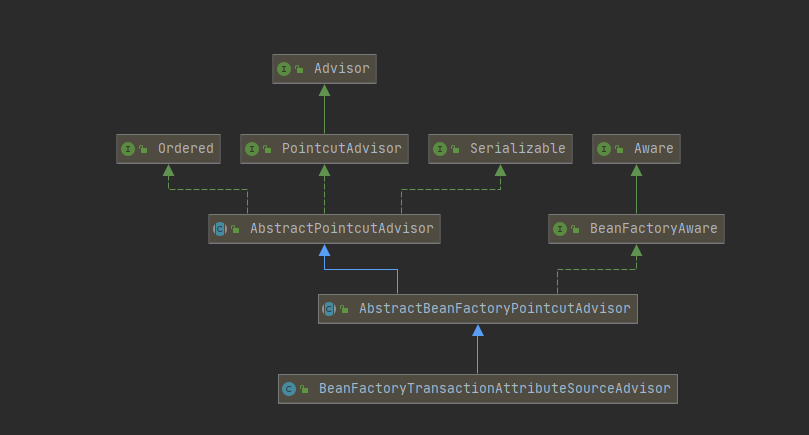 Advisor
Ordered
PointcutAdvisor
Serializable
Aware
AbstractPointcutAdvisor
BeanFactoryAware
AbstractBeanFactoryPointcutAdvisor
BeanFactoryTransactionAttributeSourceAdvisor